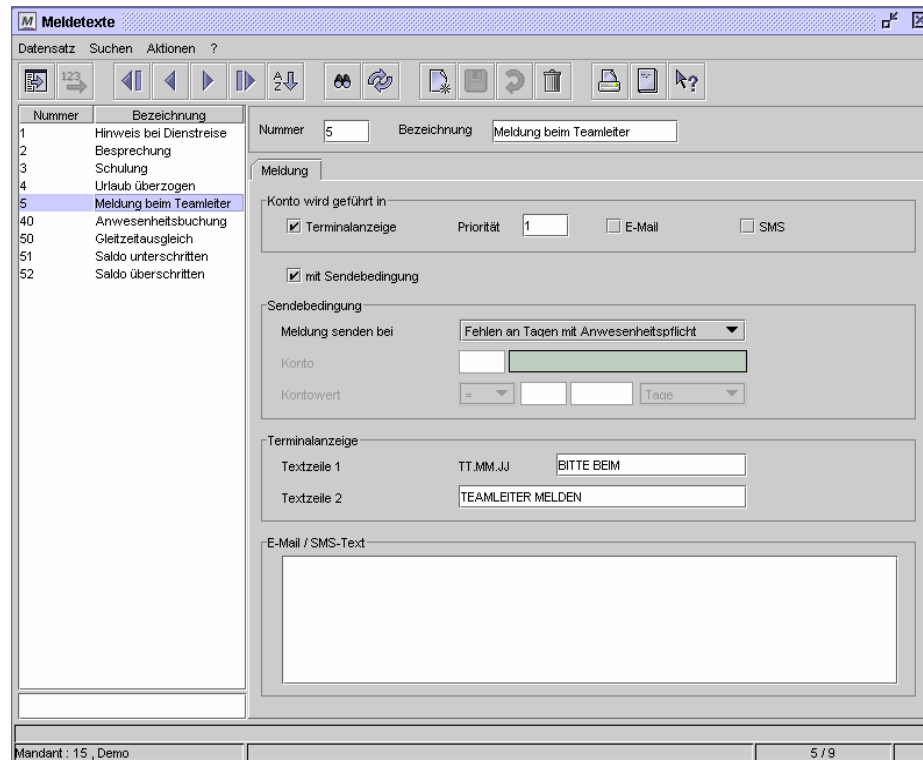 M Meldetexte
Datensatz Suchen Aktionen ?
123 A Z ?
Nummer Bezeichnung
1 Hinweis bei Dienstreise
2 Besprechung
3 Schulung
4 Urlaub überzogen
5 Meldung beim Teamleiter
40 Anwesenheitsbuchung
50 Gleitzeitausgleich
51 Saldo unterschritten
52 Saldo überschritten
Nummer 5 Bezeichnung Meldung beim Teamleiter
Meldung
Konto wird geführt in
Terminalanzeige Priorität 1 E-Mail SMS
mit Sendebedingung
Sendebedingung
Meldung senden bei Fehlen an Tagen mit Anwesenheitspflicht
Konto
Kontowert = Tage
Terminalanzeige
Textzeile 1 TT.MM.JJ BITTE BEIM
Textzeile 2 TEAMLEITER MELDEN
E-Mail / SMS-Text
Mandant : 15 , Demo 5 / 9